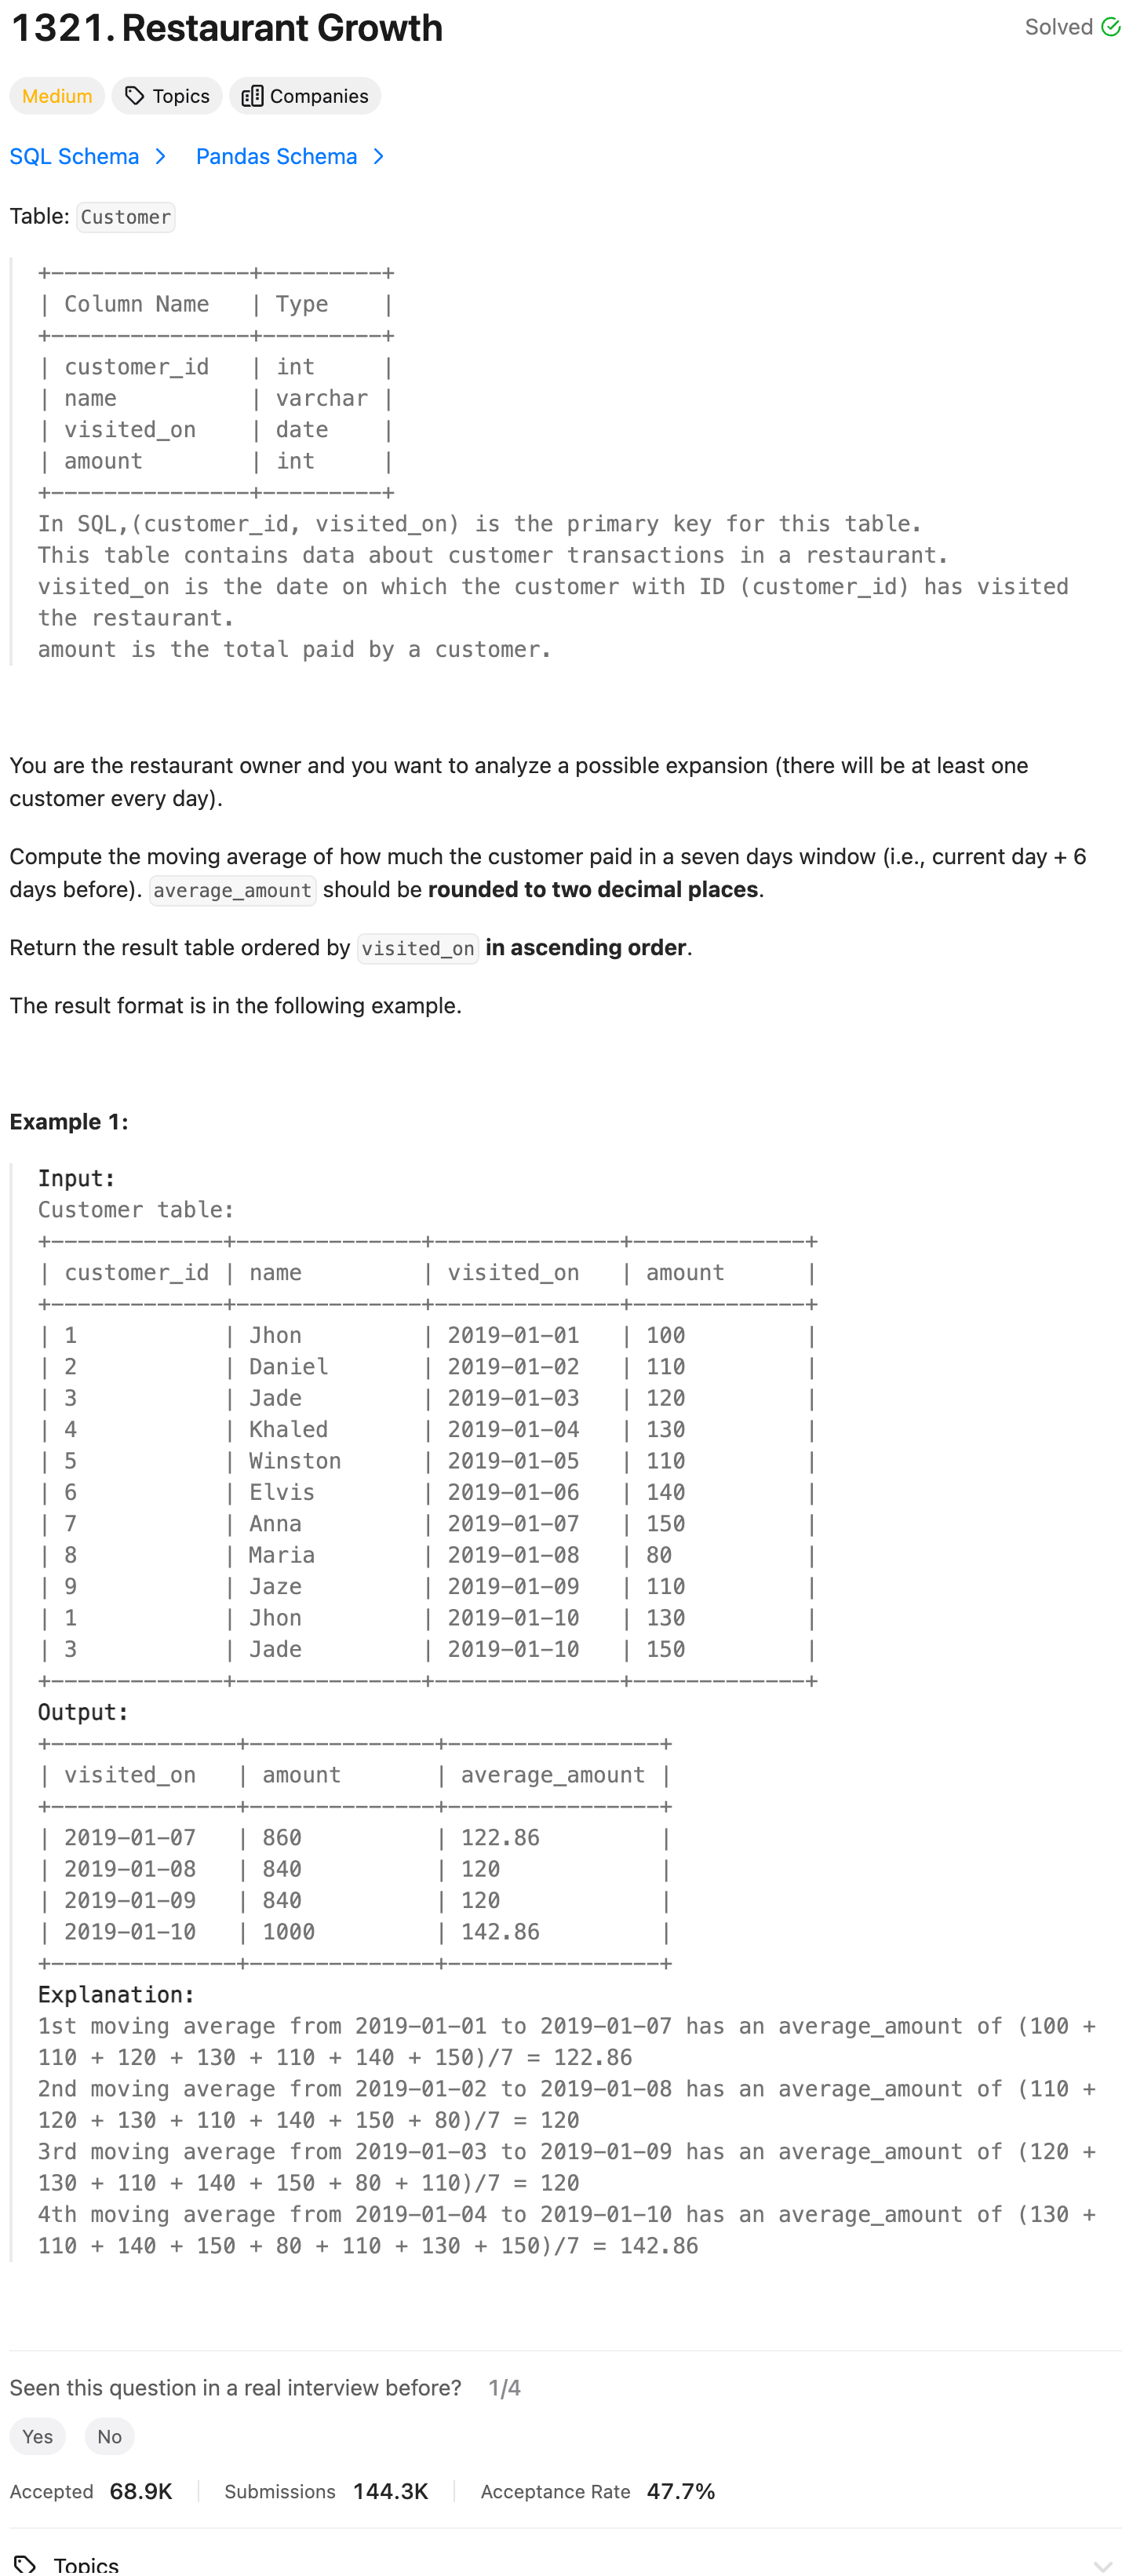 1321. Restaurant Growth
Solved
Medium
Topics
Companies
SQL Schema
Pandas Schema
Table: Customer
+---------------+---------+
| Column Name   | Type    |
+---------------+---------+
| customer_id   | int     |
| name          | varchar |
| visited_on    | date    |
| amount        | int     |
+---------------+---------+
In SQL,(customer_id, visited_on) is the primary key for this table.
This table contains data about customer transactions in a restaurant.
visited_on is the date on which the customer with ID (customer_id) has visited
the restaurant.
amount is the total paid by a customer.
You are the restaurant owner and you want to analyze a possible expansion (there will be at least one
customer every day).
Compute the moving average of how much the customer paid in a seven days window (i.e., current day + 6
days before). average_amount should be rounded to two decimal places.
Return the result table ordered by visited_on in ascending order.
The result format is in the following example.
Example 1:
Input:
Customer table:
+-------------+--------------+--------------+-------------+
| customer_id | name         | visited_on   | amount      |
+-------------+--------------+--------------+-------------+
| 1           | Jhon         | 2019-01-01   | 100         |
| 2           | Daniel       | 2019-01-02   | 110         |
| 3           | Jade         | 2019-01-03   | 120         |
| 4           | Khaled       | 2019-01-04   | 130         |
| 5           | Winston      | 2019-01-05   | 110         |
| 6           | Elvis        | 2019-01-06   | 140         |
| 7           | Anna         | 2019-01-07   | 150         |
| 8           | Maria        | 2019-01-08   | 80          |
| 9           | Jaze         | 2019-01-09   | 110         |
| 1           | Jhon         | 2019-01-10   | 130         |
| 3           | Jade         | 2019-01-10   | 150         |
+-------------+--------------+--------------+-------------+
Output:
+--------------+--------------+----------------+
| visited_on   | amount       | average_amount |
+--------------+--------------+----------------+
| 2019-01-07   | 860          | 122.86         |
| 2019-01-08   | 840          | 120            |
| 2019-01-09   | 840          | 120            |
| 2019-01-10   | 1000         | 142.86         |
+--------------+--------------+----------------+
Explanation:
1st moving average from 2019-01-01 to 2019-01-07 has an average_amount of (100 +
110 + 120 + 130 + 110 + 140 + 150)/7 = 122.86
2nd moving average from 2019-01-02 to 2019-01-08 has an average_amount of (110 +
120 + 130 + 110 + 140 + 150 + 80)/7 = 120
3rd moving average from 2019-01-03 to 2019-01-09 has an average_amount of (120 +
130 + 110 + 140 + 150 + 80 + 110)/7 = 120
4th moving average from 2019-01-04 to 2019-01-10 has an average_amount of (130 +
110 + 140 + 150 + 80 + 110 + 130 + 150)/7 = 142.86
Seen this question in a real interview before? 1/4
Yes No
Accepted 68.9K Submissions 144.3K Acceptance Rate 47.7%
Topics